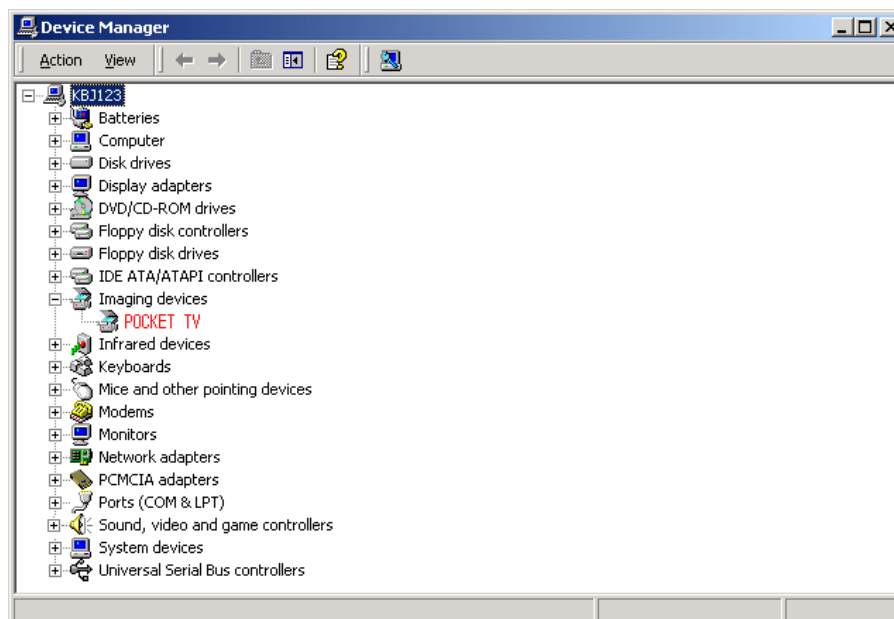 Device Manager
Action View
KBJ123
Batteries
Computer
Disk drives
Display adapters
DVD/CD-ROM drives
Floppy disk controllers
Floppy disk drives
IDE ATA/ATAPI controllers
Imaging devices
POCKET TV
Infrared devices
Keyboards
Mice and other pointing devices
Modems
Monitors
Network adapters
PCMCIA adapters
Ports (COM & LPT)
Sound, video and game controllers
System devices
Universal Serial Bus controllers